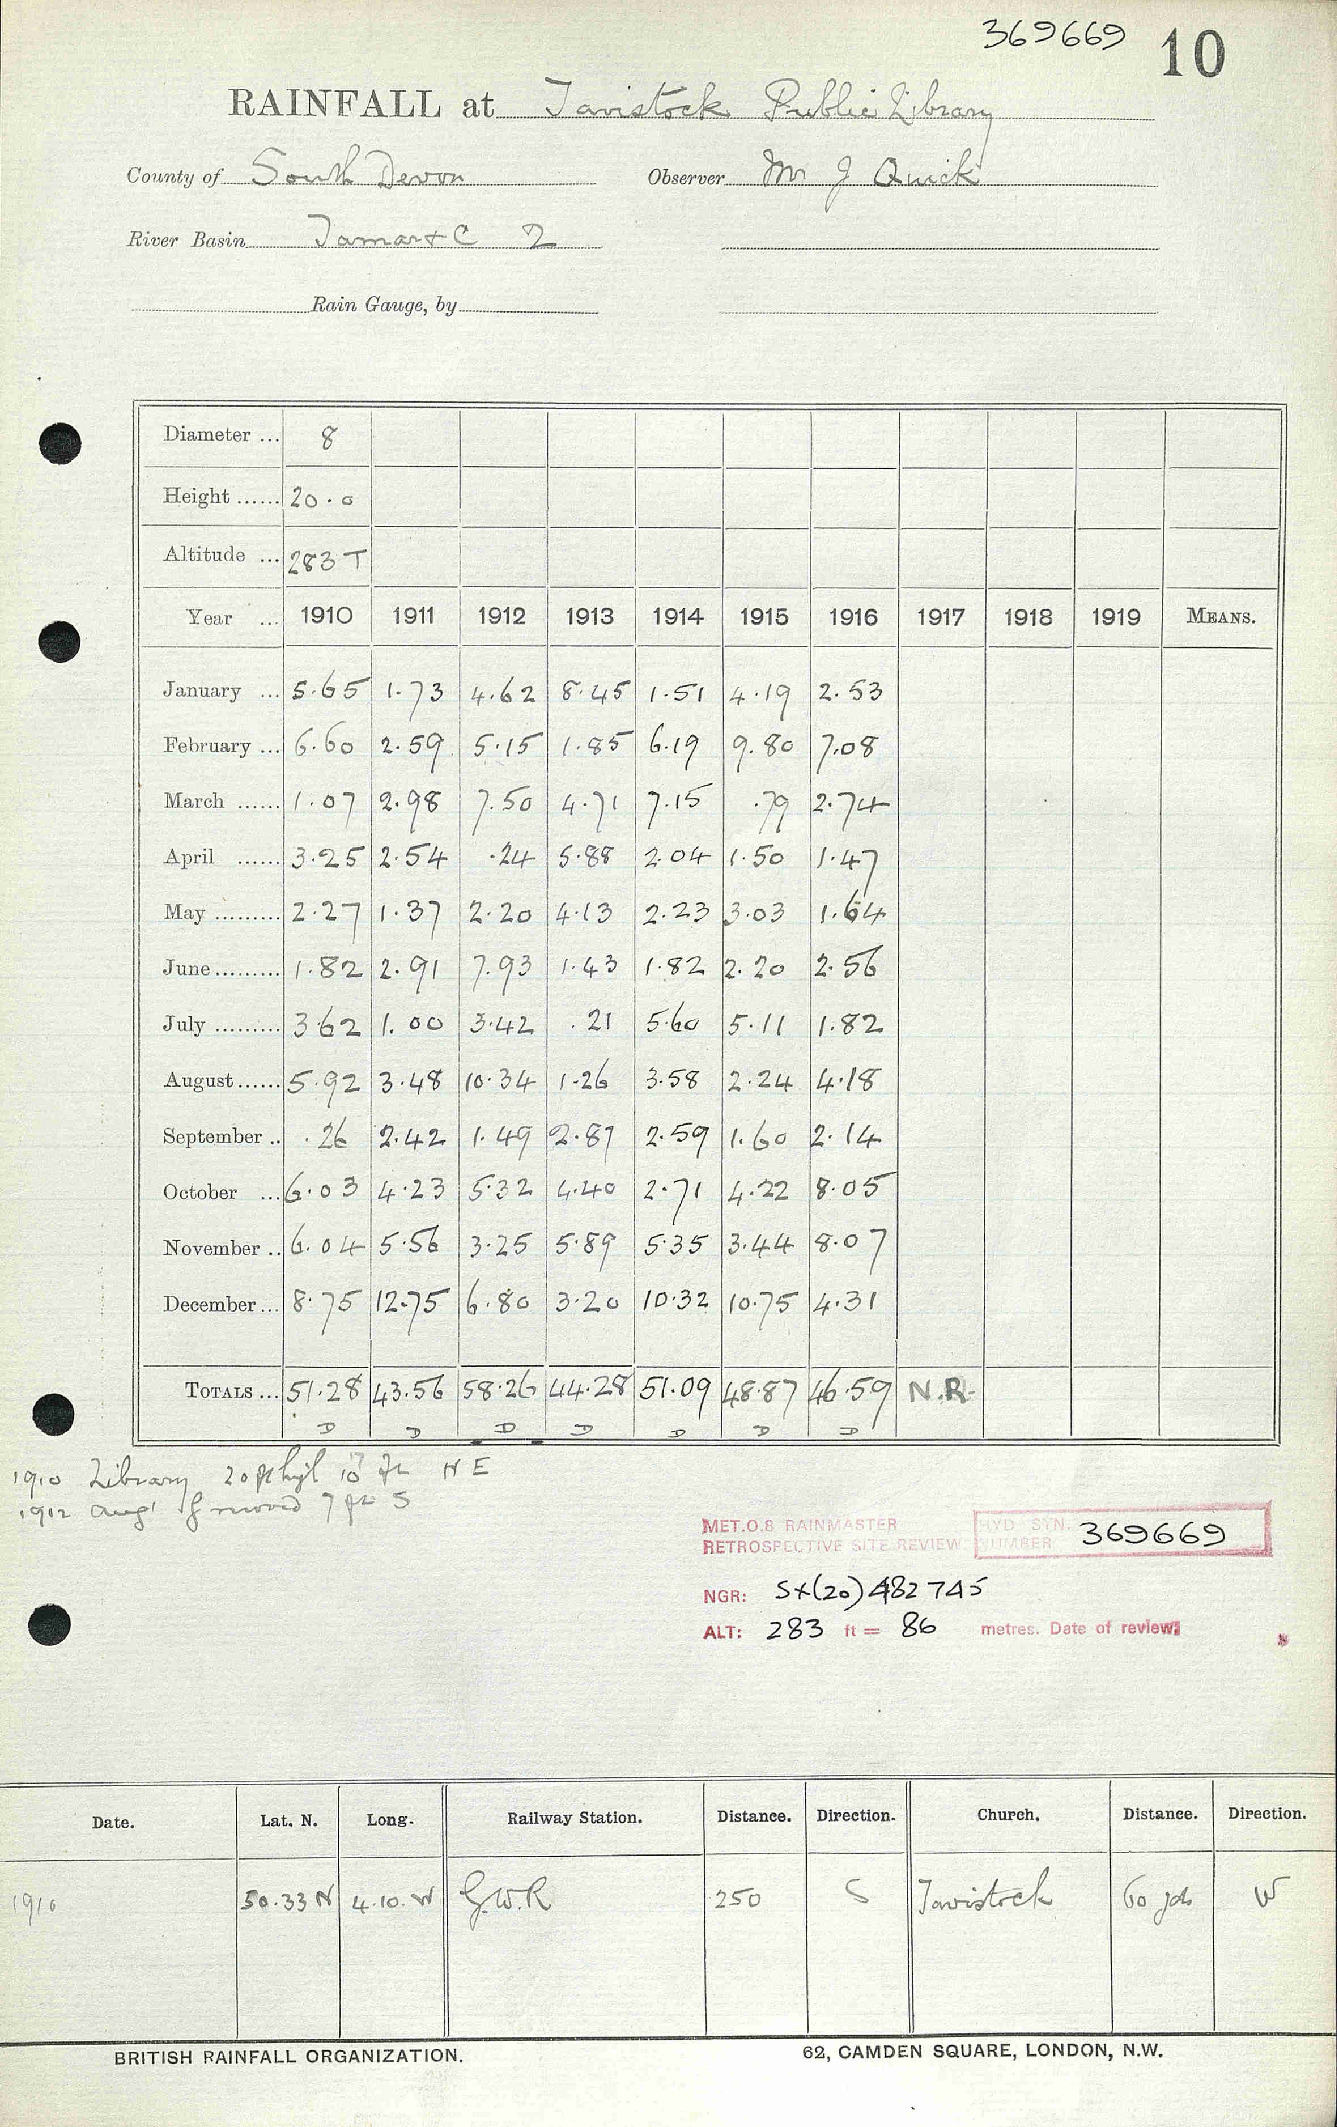 369669 10
RAINFALL at Tavistock Public Library
County of South Devon Observer Mr J Quick
River Basin Tamar + C 2
Rain Gauge, by
Diameter ... 8
Height ...... 20.0
Altitude ... 283 T
Year ... 1910 1911 1912 1913 1914 1915 1916 1917 1918 1919 MEANS.
January ... 5.65 1.73 4.62 8.45 1.51 4.19 2.53
February ... 6.60 2.59 5.15 1.85 6.19 9.80 7.08
March ...... 1.07 2.98 7.50 4.71 7.15 .79 2.74
April ...... 3.25 2.54 .24 5.88 2.04 1.50 1.47
May ......... 2.27 1.37 2.20 4.13 2.23 3.03 1.64
June ......... 1.82 2.91 7.93 1.43 1.82 2.20 2.56
July ......... 3.62 1.00 3.42 .21 5.60 5.11 1.82
August ...... 5.92 3.48 10.34 1.26 3.58 2.24 4.18
September .. .26 2.42 1.49 2.87 2.59 1.60 2.14
October ... 6.03 4.23 5.32 4.40 2.71 4.22 8.05
November .. 6.04 5.56 3.25 5.89 5.35 3.44 8.07
December ... 8.75 12.75 6.80 3.20 10.32 10.75 4.31
TOTALS ... 51.28 43.56 58.26 44.28 51.09 48.87 46.59 N.R.
D D D D D D D
1910 Library 20 ft high 10 ft NE
1912 Aug moved 7 ft S
MET.O.8 RAINMASTER HYD. SYN.
RETROSPECTIVE SITE REVIEW NUMBER 369669
NGR: SX(20)482745
ALT: 283 ft = 86 metres. Date of review
Date. Lat. N. Long. Railway Station. Distance. Direction. Church. Distance. Direction.
1910 50.33 N 4.10.W G.W.R 250 S Tavistock 60 yds W
BRITISH RAINFALL ORGANIZATION. 62, CAMDEN SQUARE, LONDON, N.W.